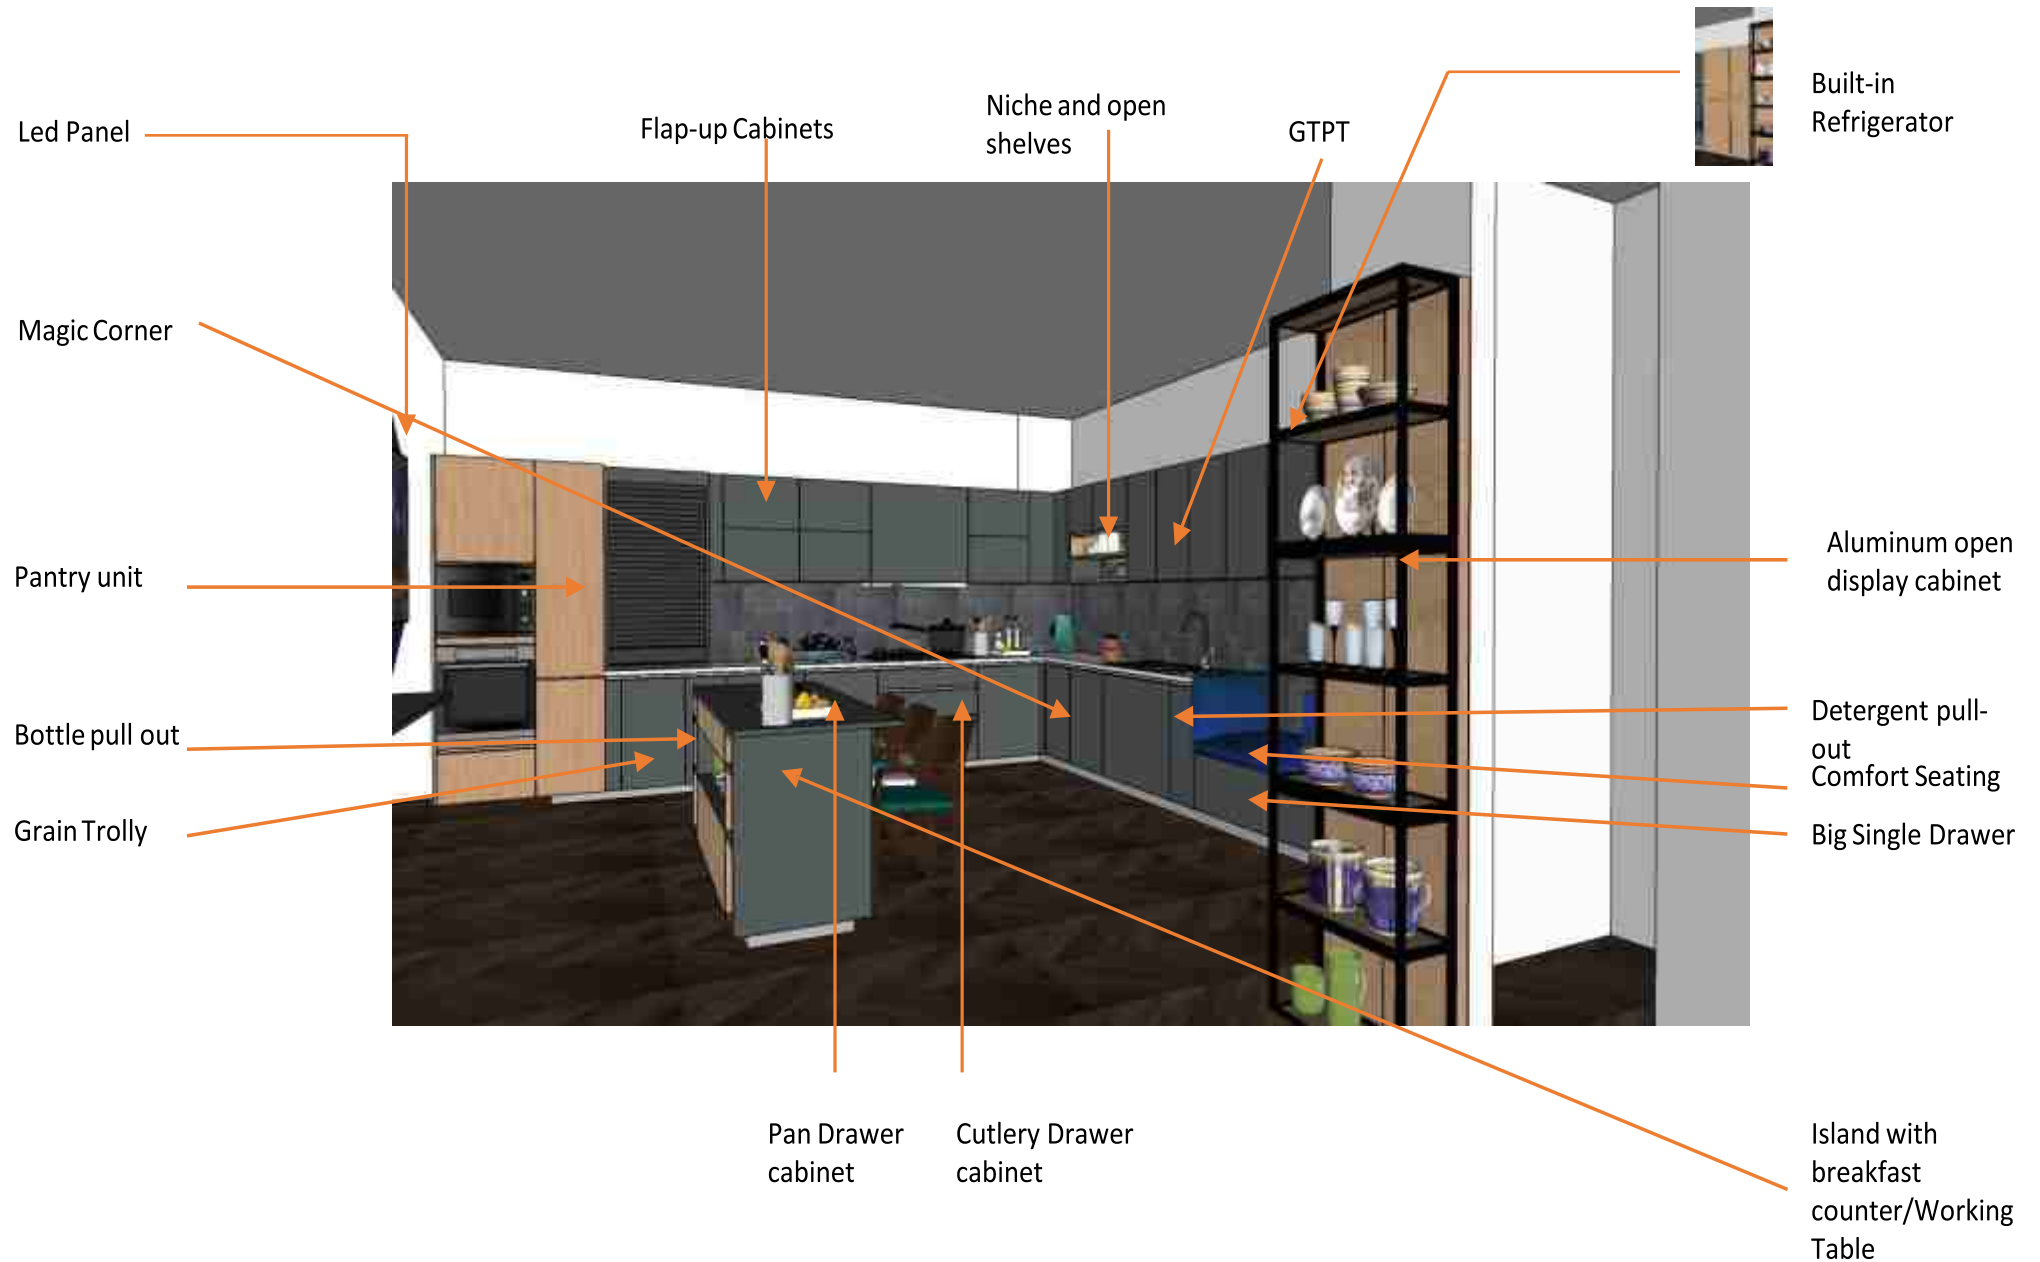 Built-in
Refrigerator
Niche and open
shelves
Led Panel
Flap-up Cabinets
GTPT
Magic Corner
Aluminum open
display cabinet
Pantry unit
Detergent pull-
out
Bottle pull out
Comfort Seating
Grain Trolly
Big Single Drawer
Pan Drawer
cabinet
Cutlery Drawer
cabinet
Island with
breakfast
counter/Working
Table